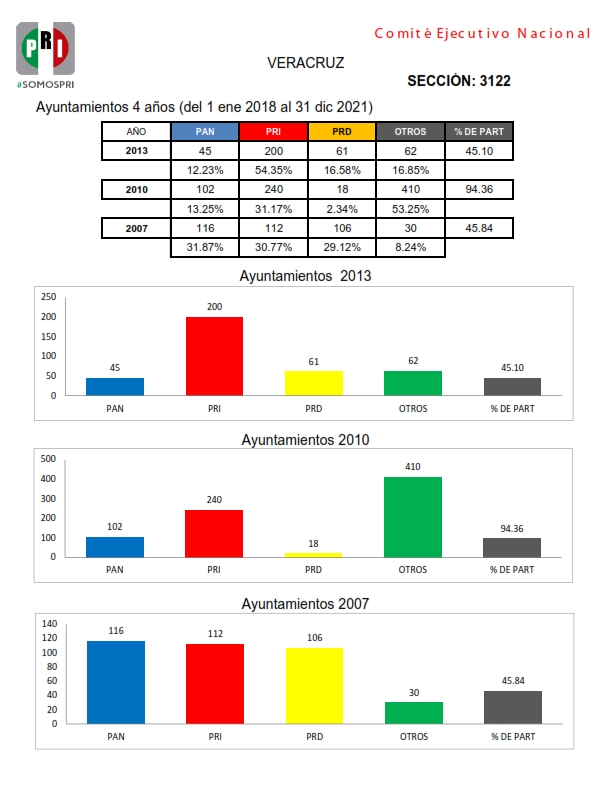 Comité Ejecutivo Nacional
PRI
#SOMOSPRI
VERACRUZ
SECCIÓN: 3122
Ayuntamientos 4 años (del 1 ene 2018 al 31 dic 2021)
AÑO PAN PRI PRD OTROS % DE PART
2013 45 200 61 62 45.10
12.23% 54.35% 16.58% 16.85%
2010 102 240 18 410 94.36
13.25% 31.17% 2.34% 53.25%
2007 116 112 106 30 45.84
31.87% 30.77% 29.12% 8.24%
Ayuntamientos 2013
250
200
150
100
50
0
45 200 61 62 45.10
PAN PRI PRD OTROS % DE PART
Ayuntamientos 2010
500
400
300
200
100
0
102 240 18 410 94.36
PAN PRI PRD OTROS % DE PART
Ayuntamientos 2007
140
120
100
80
60
40
20
0
116 112 106 30 45.84
PAN PRI PRD OTROS % DE PART